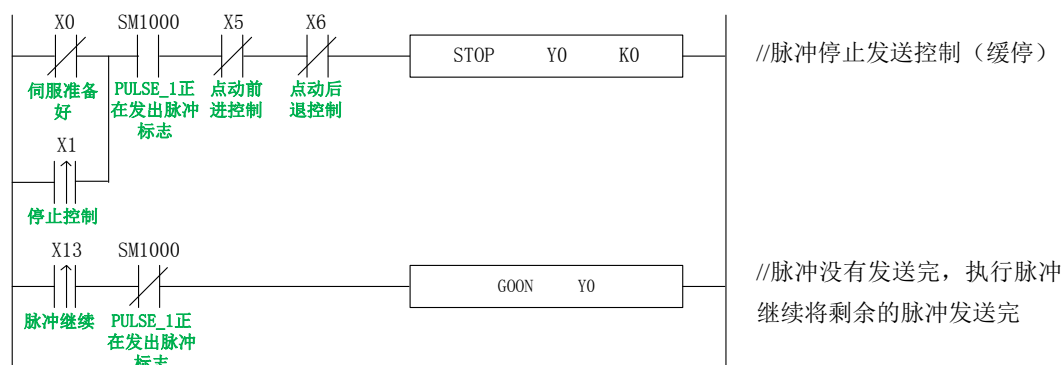 X0 SM1000 X5 X6
STOP Y0 K0
//脉冲停止发送控制（缓停）
伺服准备
好
PULSE_1正
在发出脉冲
标志
点动前
进控制
点动后
退控制
X1
停止控制
X13 SM1000
GOON Y0
//脉冲没有发送完，执行脉冲
继续将剩余的脉冲发送完
脉冲继续
PULSE_1正
在发出脉冲
标志